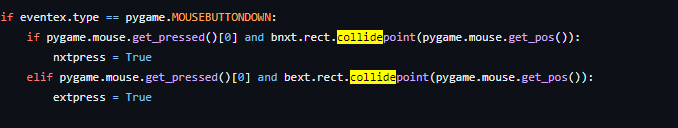 if eventex.type == pygame.MOUSEBUTTONDOWN:
    if pygame.mouse.get_pressed()[0] and bnxt.rect.collidepoint(pygame.mouse.get_pos()):
        nxtpress = True
    elif pygame.mouse.get_pressed()[0] and bext.rect.collidepoint(pygame.mouse.get_pos()):
        extpress = True